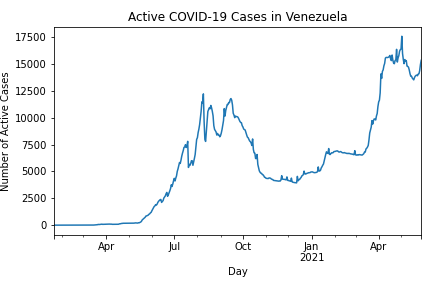 Active COVID-19 Cases in Venezuela
Number of Active Cases
17500
15000
12500
10000
7500
5000
2500
0
Apr
Jul
Oct
Jan
2021
Apr
Day